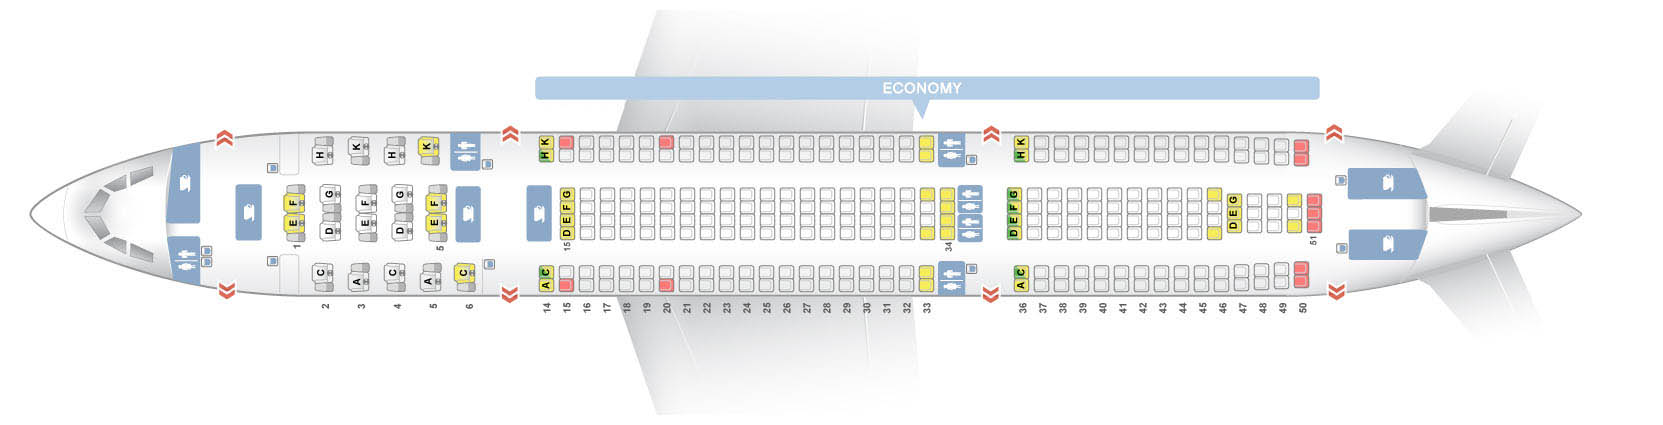 ECONOMY
H K H K
K K
H H
F G F G F
E D E D E
G F E D
G F E D
G E D
1 5 15 34 51
C A C A C
C C
A A
2 3 4 5 6 14 15 16 17 18 19 20 21 22 23 24 25 26 27 28 29 30 31 32 33 36 37 38 39 40 41 42 43 44 45 46 47 48 49 50